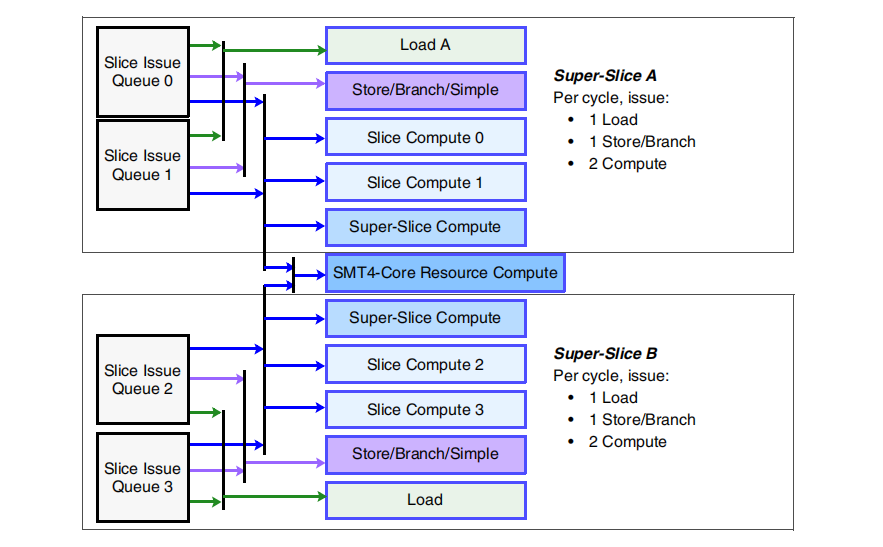 Slice Issue
Queue 0
Slice Issue
Queue 1
Load A
Store/Branch/Simple
Slice Compute 0
Slice Compute 1
Super-Slice Compute
Super-Slice A
Per cycle, issue:
• 1 Load
• 1 Store/Branch
• 2 Compute
SMT4-Core Resource Compute
Slice Issue
Queue 2
Slice Issue
Queue 3
Super-Slice Compute
Slice Compute 2
Slice Compute 3
Store/Branch/Simple
Load
Super-Slice B
Per cycle, issue:
• 1 Load
• 1 Store/Branch
• 2 Compute